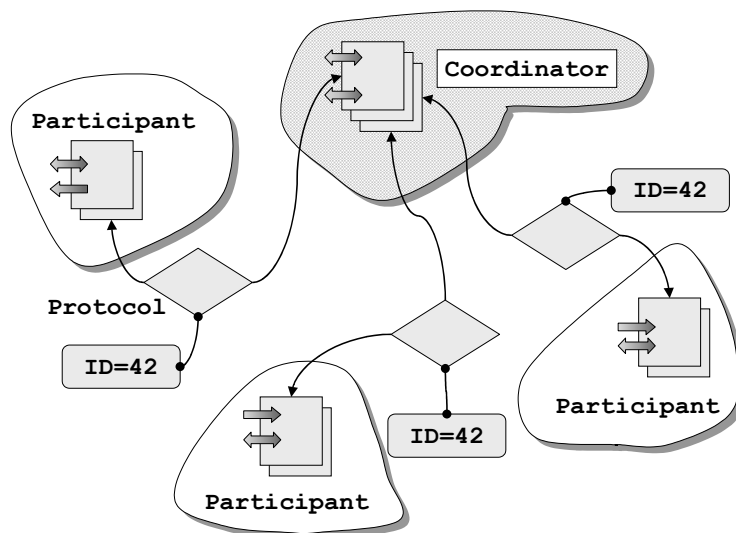 Coordinator
Participant
ID=42
Protocol
ID=42
Participant
ID=42
Participant